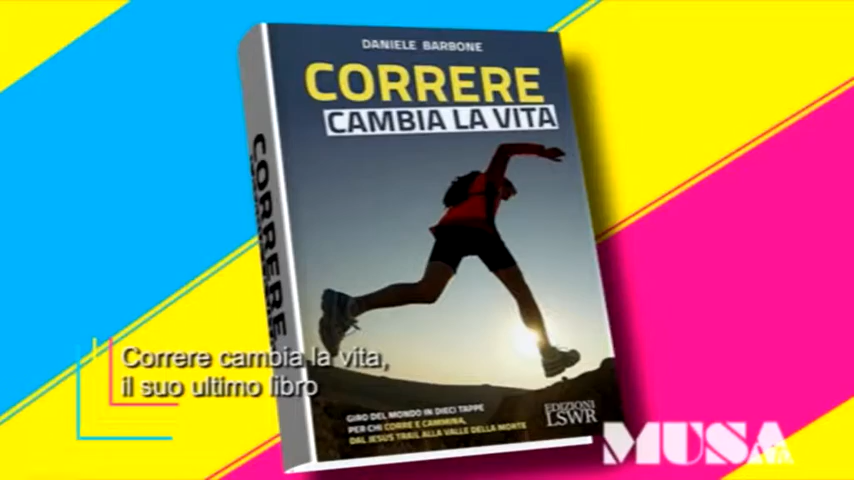 DANIELE BARBONE
CORRERE
CAMBIA LA VITA
CORRERE
Correre cambia la vita,
il suo ultimo libro
GIRO DEL MONDO IN DIECI TAPPE
PER CHI CORRE E CAMMINA,
DAL JESUS TRAIL ALLA VALLE DELLA MORTE
EDIZIONI
LSWR
MUSA